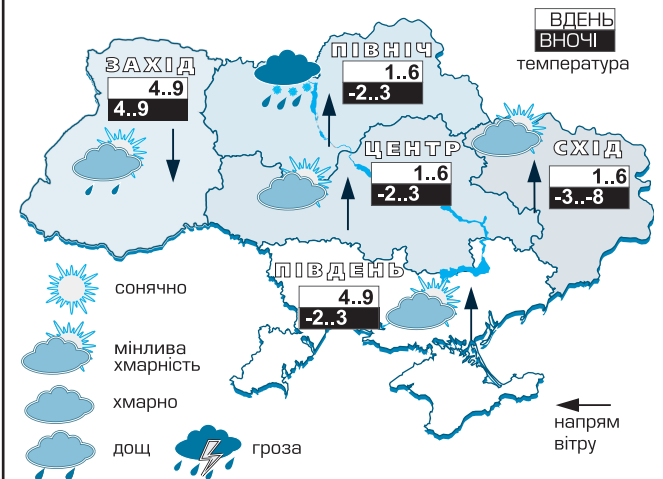 ВДЕНЬ
ВНОЧІ
температура
ПІВНІЧ
1..6
-2..3
ЗАХІД
4..9
4..9
ЦЕНТР
1..6
-2..3
СХІД
1..6
-3..-8
ПІВДЕНЬ
4..9
-2..3
сонячно
мінлива
хмарність
хмарно
дощ
гроза
напрям
вітру